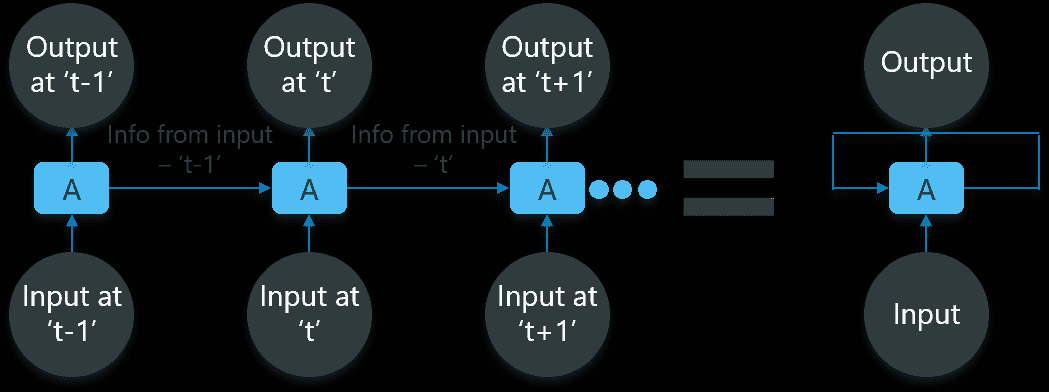 Output
at ‘t-1’
Output
at ‘t’
Output
at ‘t+1’
Output
Info from input
– ‘t-1’
Info from input
– ‘t’
A
A
A
A
Input at
‘t-1’
Input at
‘t’
Input at
‘t+1’
Input